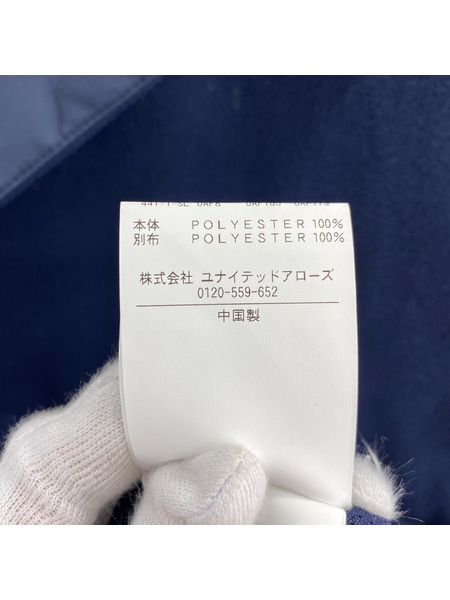 本体 POLYESTER 100%
別布 POLYESTER 100%
株式会社 ユナイテッドアローズ
0120-559-652
中国製